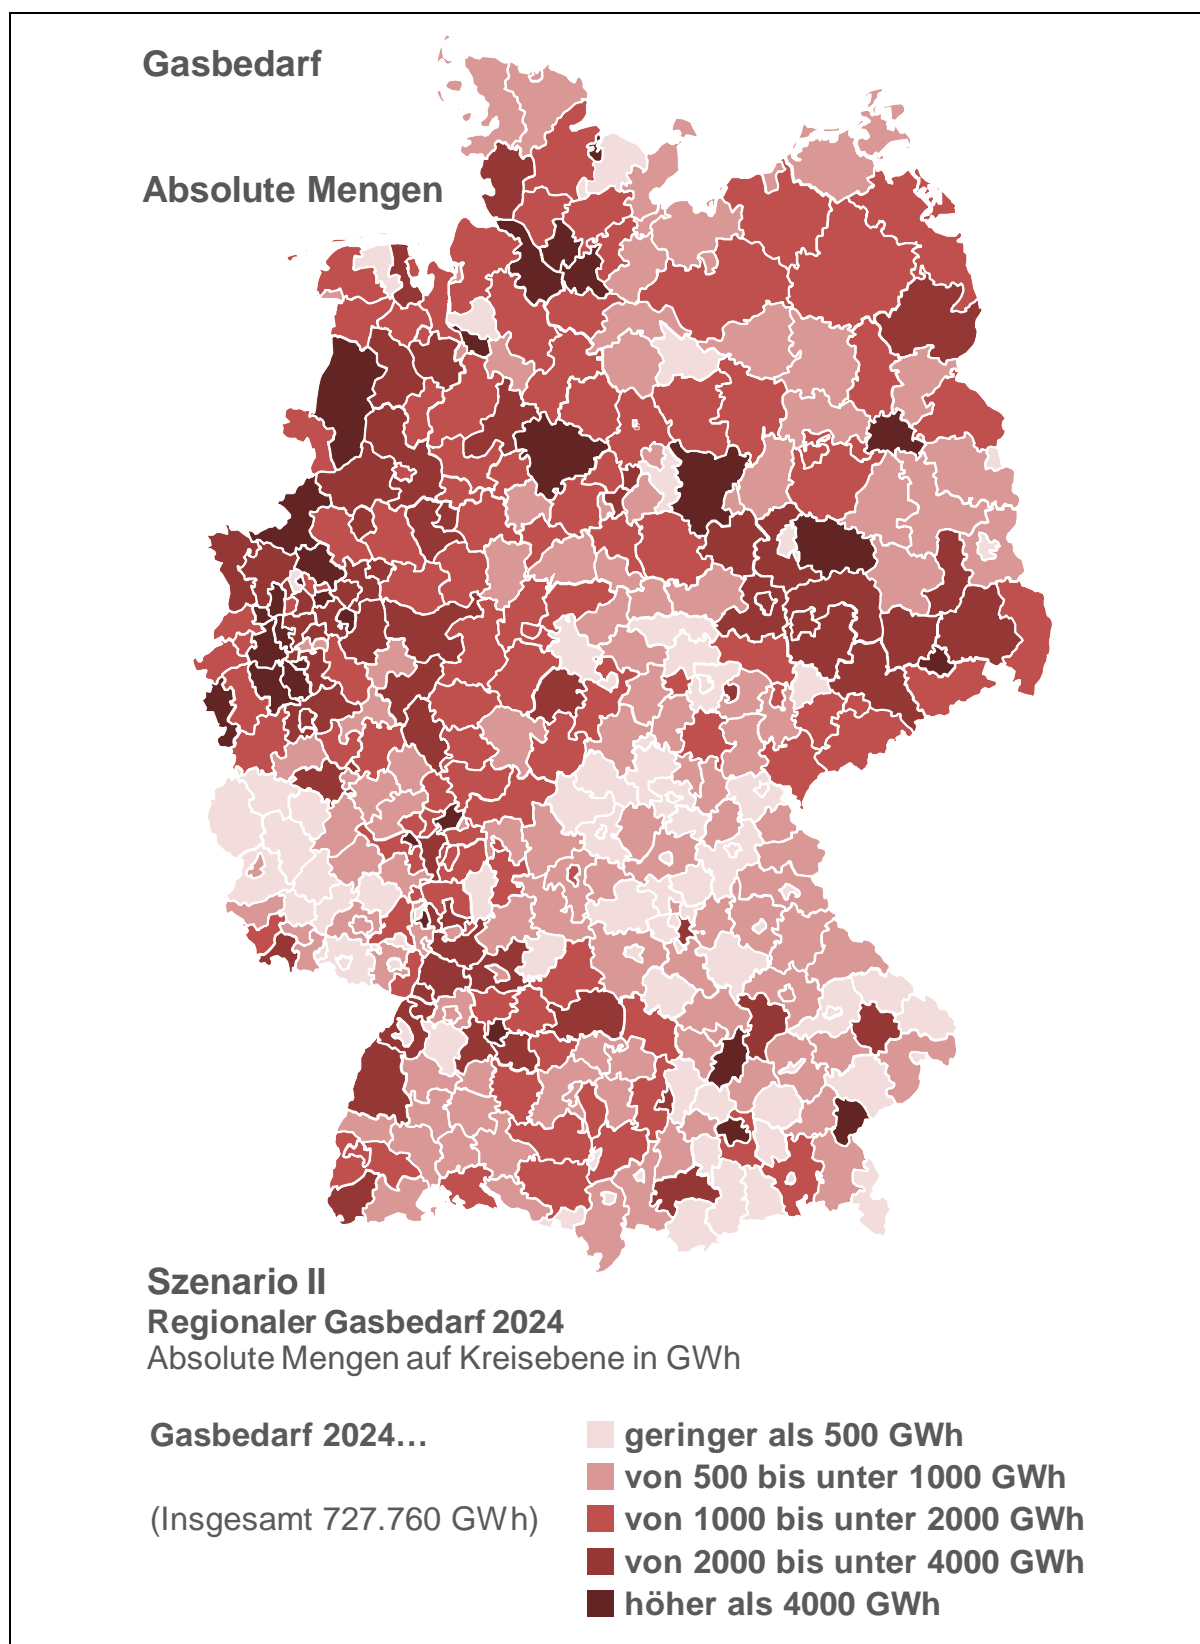 Gasbedarf
Absolute Mengen
Szenario II
Regionaler Gasbedarf 2024
Absolute Mengen auf Kreisebene in GWh
Gasbedarf 2024…
(Insgesamt 727.760 GWh)
geringer als 500 GWh
von 500 bis unter 1000 GWh
von 1000 bis unter 2000 GWh
von 2000 bis unter 4000 GWh
höher als 4000 GWh